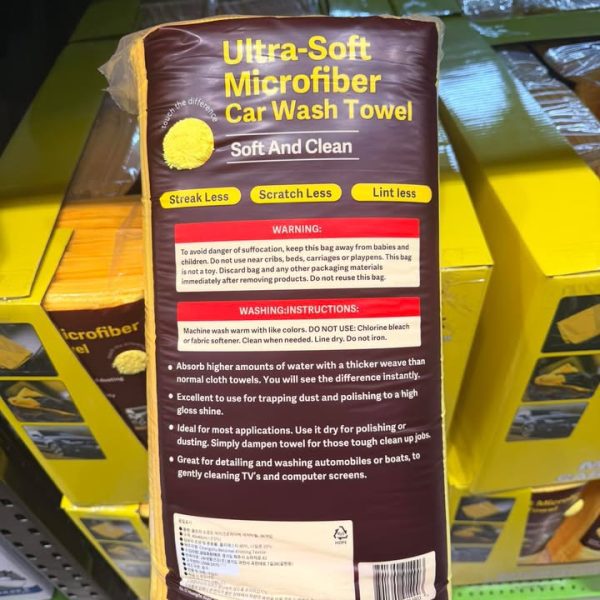 Ultra-Soft
Microfiber
Car Wash Towel
touch the difference
Soft And Clean
Streak Less
Scratch Less
Lint less
WARNING:
To avoid danger of suffocation, keep this bag away from babies and
children. Do not use near cribs, beds, carriages or playpens. This bag
is not a toy. Discard bag and any other packaging materials
immediately after removing products. Do not reuse this bag.
WASHING:INSTRUCTIONS:
Machine wash warm with like colors. DO NOT USE: Chlorine bleach
or fabric softener. Clean when needed. Line dry. Do not iron.
• Absorb higher amounts of water with a thicker weave than
normal cloth towels. You will see the difference instantly.
• Excellent to use for trapping dust and polishing to a high
gloss shine.
• Ideal for most applications. Use it dry for polishing or
dusting. Simply dampen towel for those tough clean up jobs.
• Great for detailing and washing automobiles or boats, to
gently cleaning TV's and computer screens.
HDPE
icrofiber
Microfiber